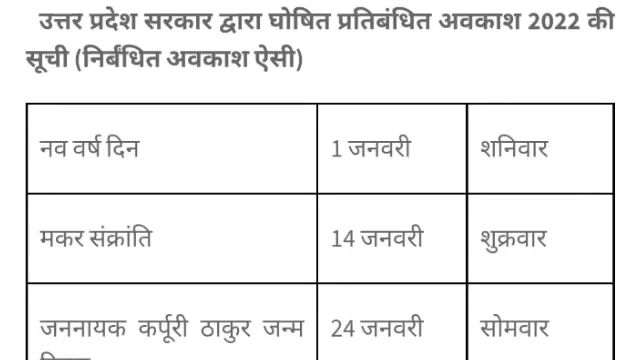 उत्तर प्रदेश सरकार द्वारा घोषित प्रतिबंधित अवकाश 2022 की
सूची (निर्बंधित अवकाश ऐसी)
नव वर्ष दिन 1 जनवरी शनिवार
मकर संक्रांति 14 जनवरी शुक्रवार
जननायक कर्पूरी ठाकुर जन्म 24 जनवरी सोमवार